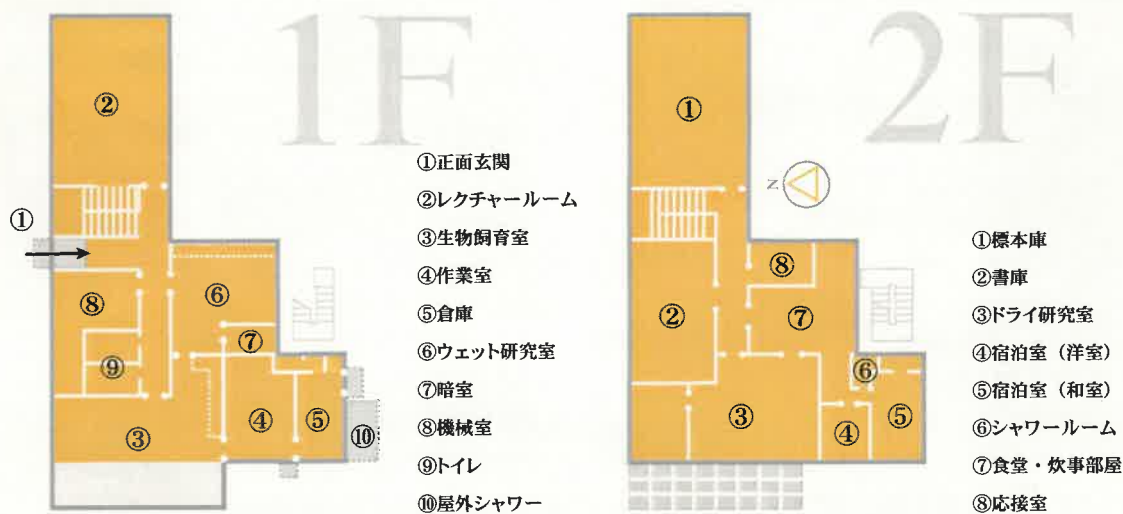 1F
②
①
⑥
⑧
⑦
⑨
④
⑤
③
⑩
①正面玄関
②レクチャールーム
③生物飼育室
④作業室
⑤倉庫
⑥ウェット研究室
⑦暗室
⑧機械室
⑨トイレ
⑩屋外シャワー
2F
①
N
⑧
②
⑦
⑥
③
④
⑤
①標本庫
②書庫
③ドライ研究室
④宿泊室（洋室）
⑤宿泊室（和室）
⑥シャワールーム
⑦食堂・炊事部屋
⑧応接室